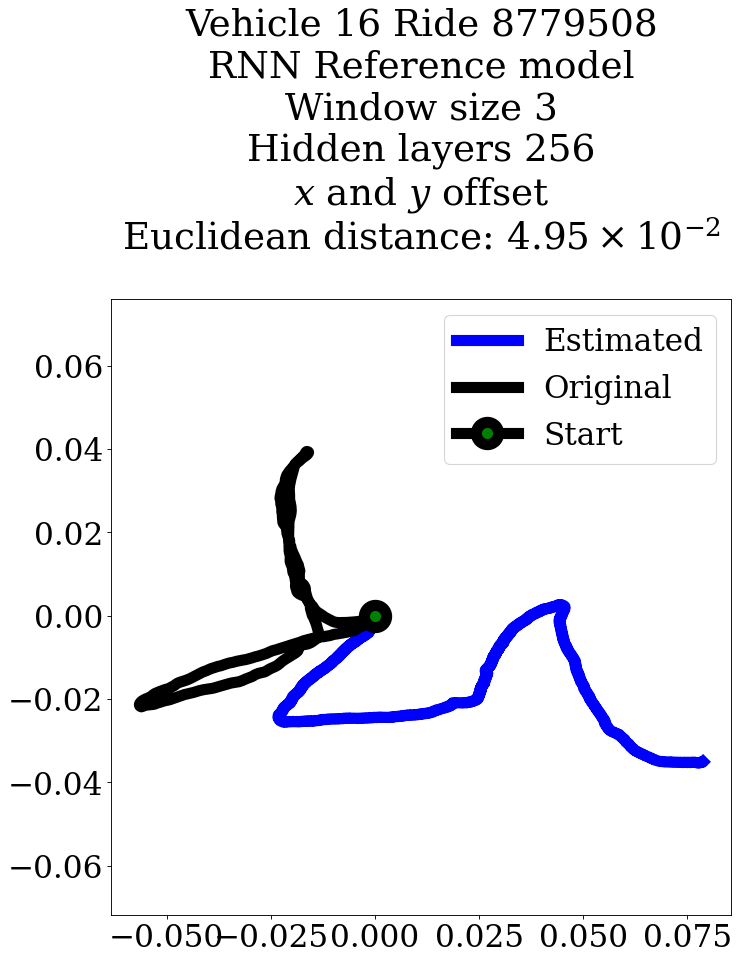 Vehicle 16 Ride 8779508
RNN Reference model
Window size 3
Hidden layers 256
x and y offset
Euclidean distance: 4.95 × 10⁻²
Estimated
Original
Start
0.06
0.04
0.02
0.00
−0.02
−0.04
−0.06
−0.050
−0.025
0.000
0.025
0.050
0.075